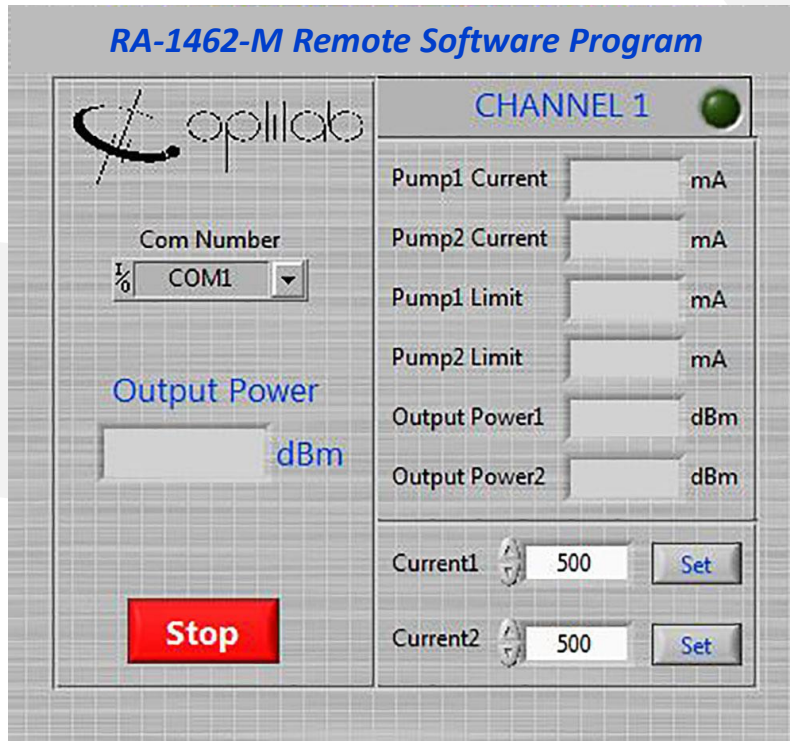 RA-1462-M Remote Software Program
oplilab
Com Number
I/O COM1
Output Power
dBm
Stop
CHANNEL 1
Pump1 Current mA
Pump2 Current mA
Pump1 Limit mA
Pump2 Limit mA
Output Power1 dBm
Output Power2 dBm
Current1 500 Set
Current2 500 Set